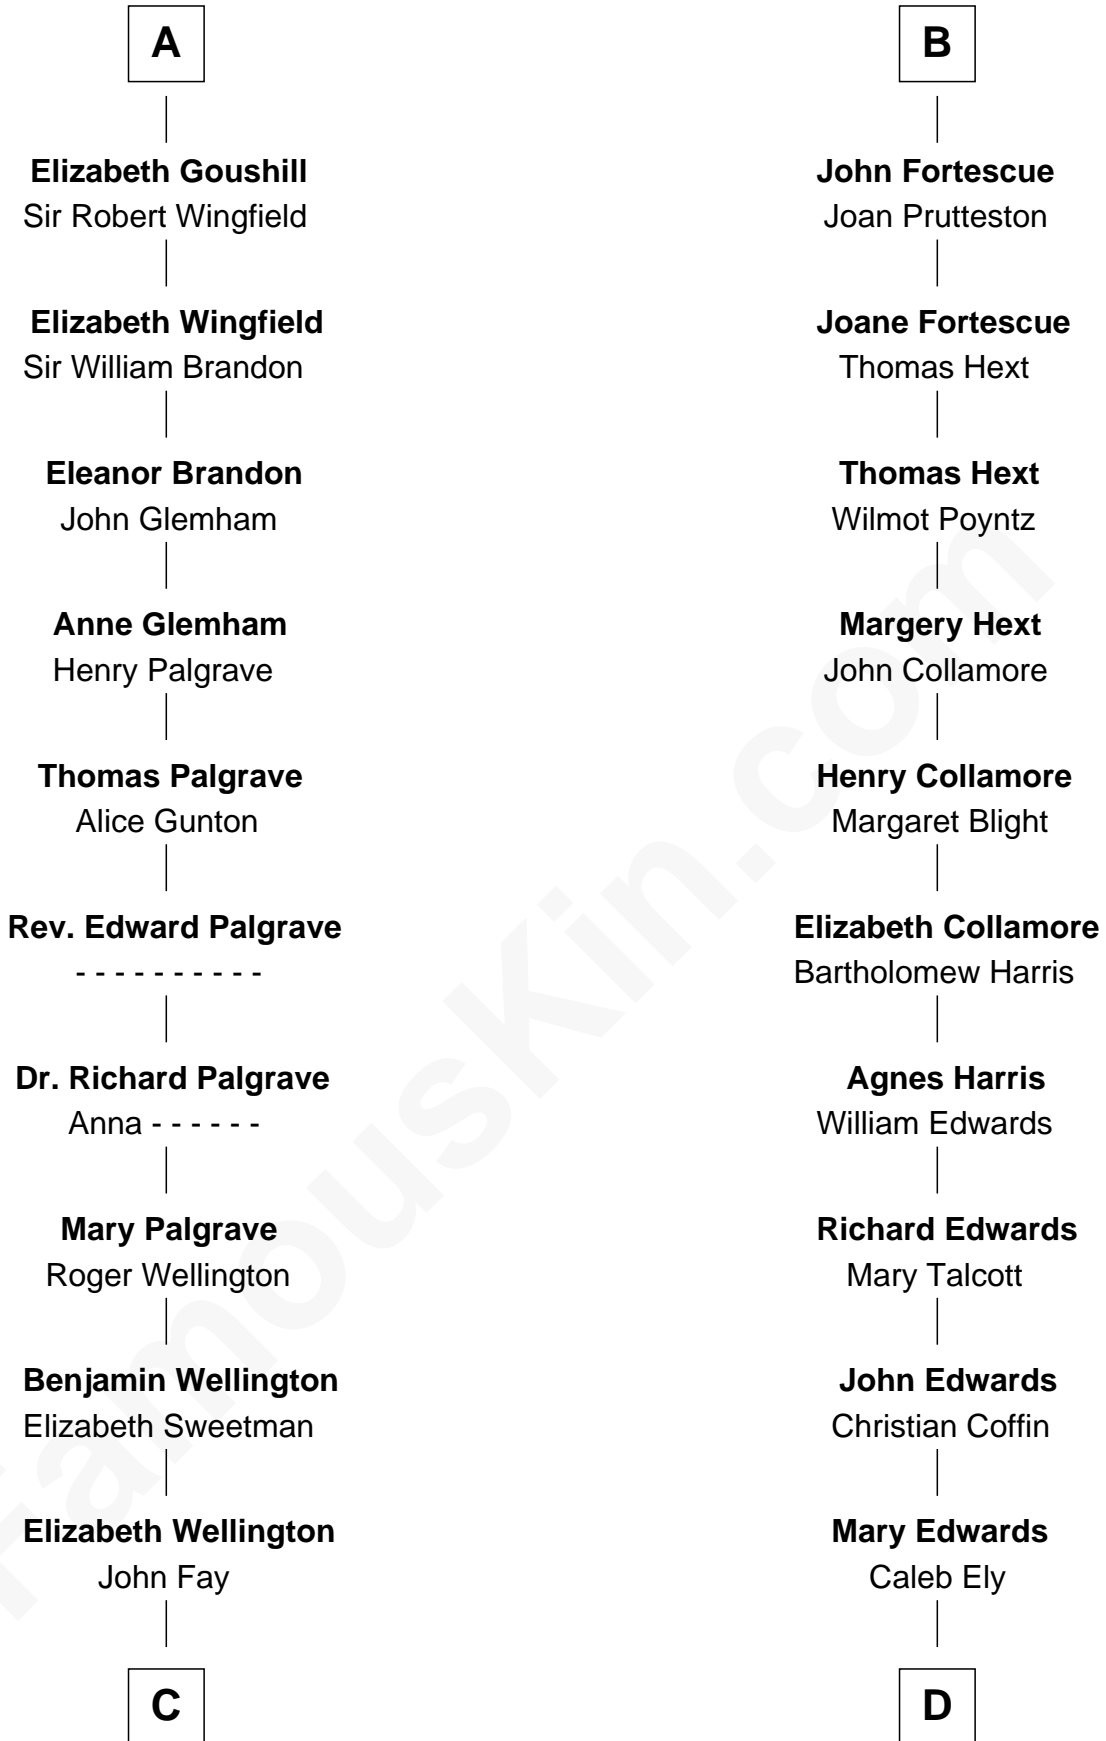 A
Elizabeth Goushill
Sir Robert Wingfield
Elizabeth Wingfield
Sir William Brandon
Eleanor Brandon
John Glemham
Anne Glemham
Henry Palgrave
Thomas Palgrave
Alice Gunton
Rev. Edward Palgrave
- - - - - - - - - -
Dr. Richard Palgrave
Anna - - - - - -
Mary Palgrave
Roger Wellington
Benjamin Wellington
Elizabeth Sweetman
Elizabeth Wellington
John Fay
C
B
John Fortescue
Joan Prutteston
Joane Fortescue
Thomas Hext
Thomas Hext
Wilmot Poyntz
Margery Hext
John Collamore
Henry Collamore
Margaret Blight
Elizabeth Collamore
Bartholomew Harris
Agnes Harris
William Edwards
Richard Edwards
Mary Talcott
John Edwards
Christian Coffin
Mary Edwards
Caleb Ely
D
FamousKin.com